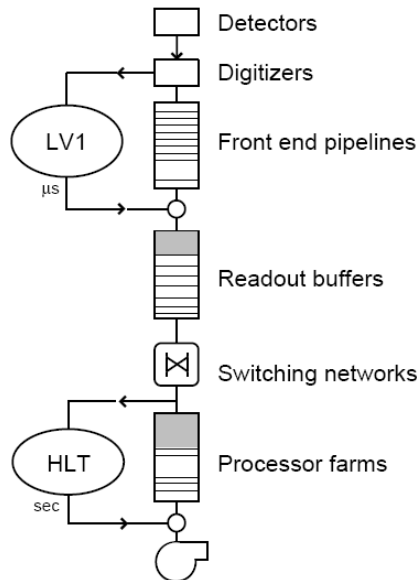 Detectors
Digitizers
LV1
Front end pipelines
μs
Readout buffers
Switching networks
HLT
Processor farms
sec